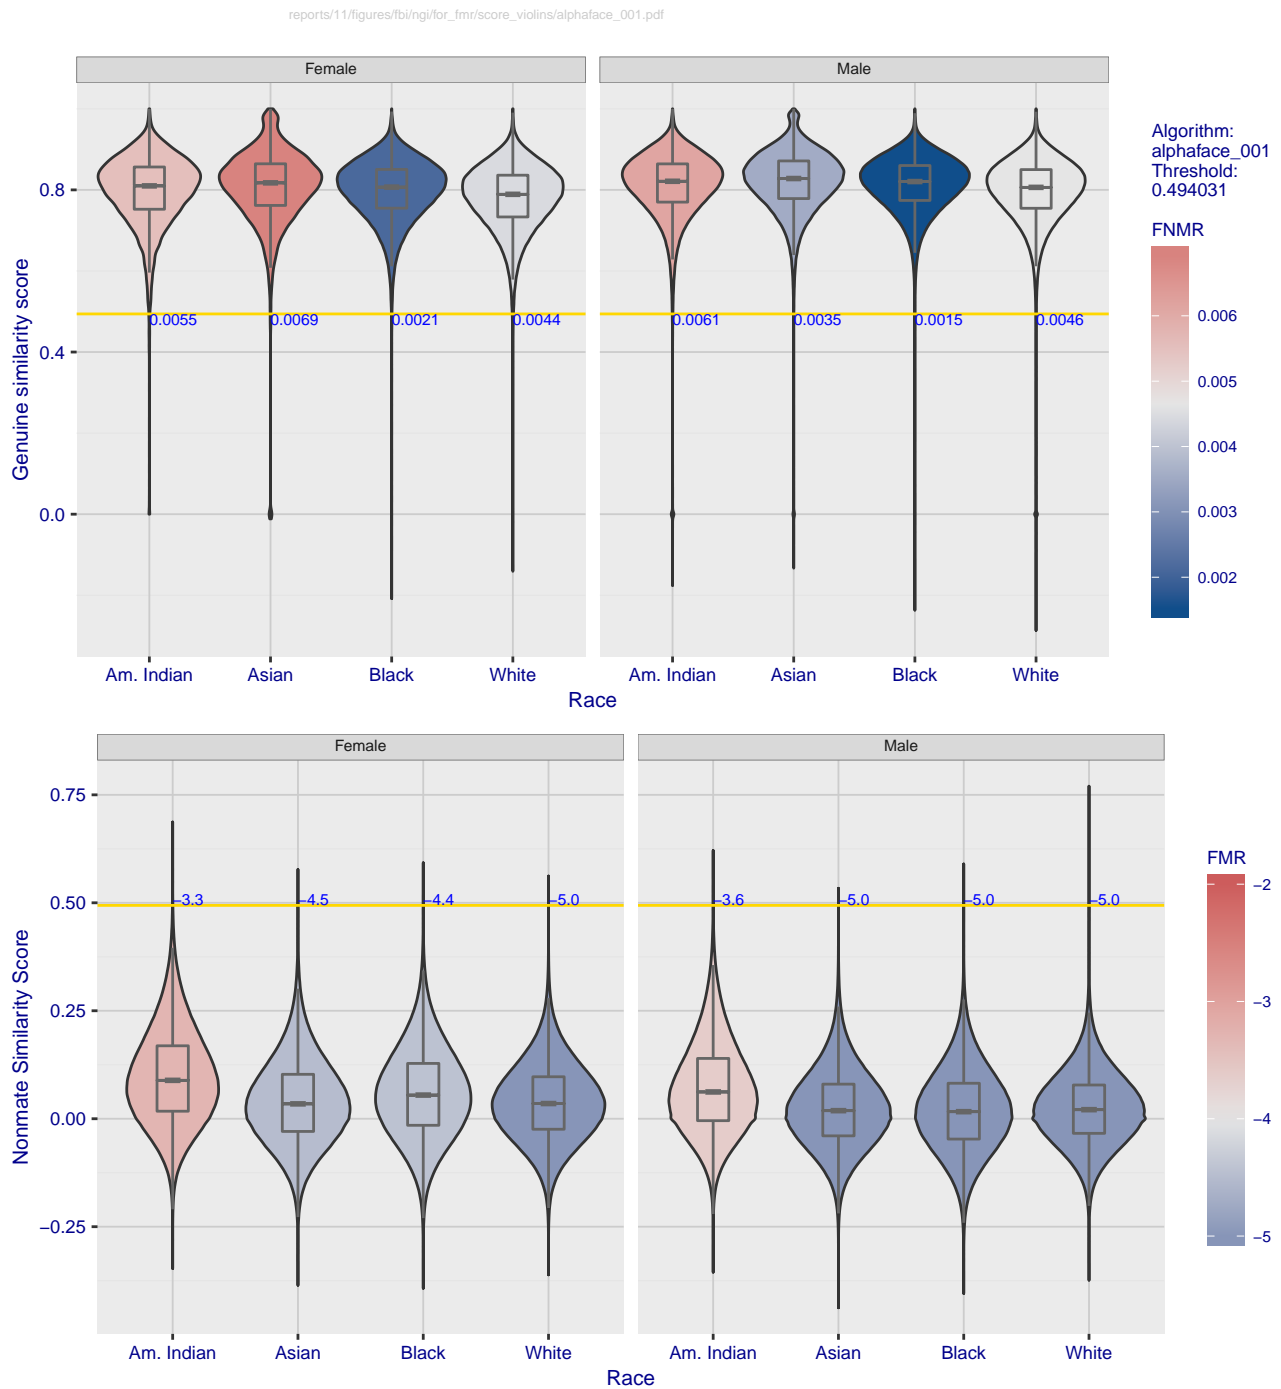 reports/11/figures/fbi/ngi/for_fmr/score_violins/alphaface_001.pdf
Female
Male
Genuine similarity score
0.8
0.4
0.0
0.0055
0.0069
0.0021
0.0044
0.0061
0.0035
0.0015
0.0046
Am. Indian
Asian
Black
White
Am. Indian
Asian
Black
White
Race
Algorithm:
alphaface_001
Threshold:
0.494031
FNMR
0.006
0.005
0.004
0.003
0.002
Female
Male
Nonmate Similarity Score
0.75
0.50
0.25
0.00
−0.25
−3.3
−4.5
−4.4
−5.0
−3.6
−5.0
−5.0
−5.0
Am. Indian
Asian
Black
White
Am. Indian
Asian
Black
White
Race
FMR
−2
−3
−4
−5